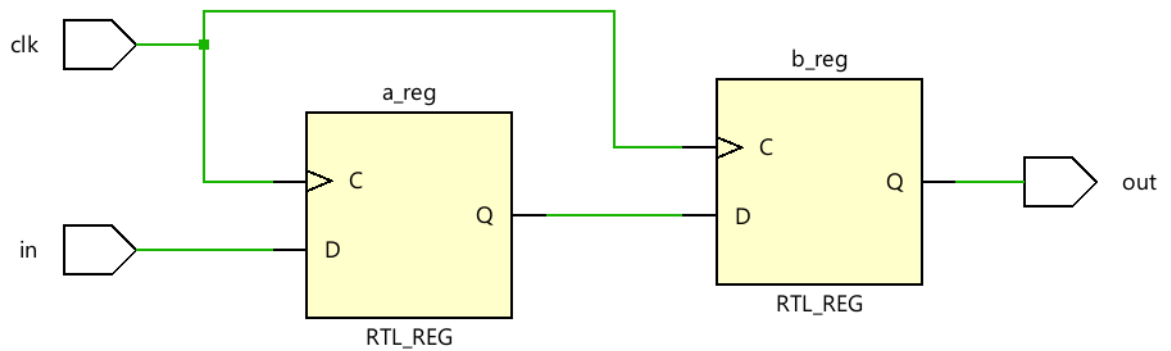 clk
b_reg
a_reg
C
C
Q
out
Q
D
in
D
RTL_REG
RTL_REG